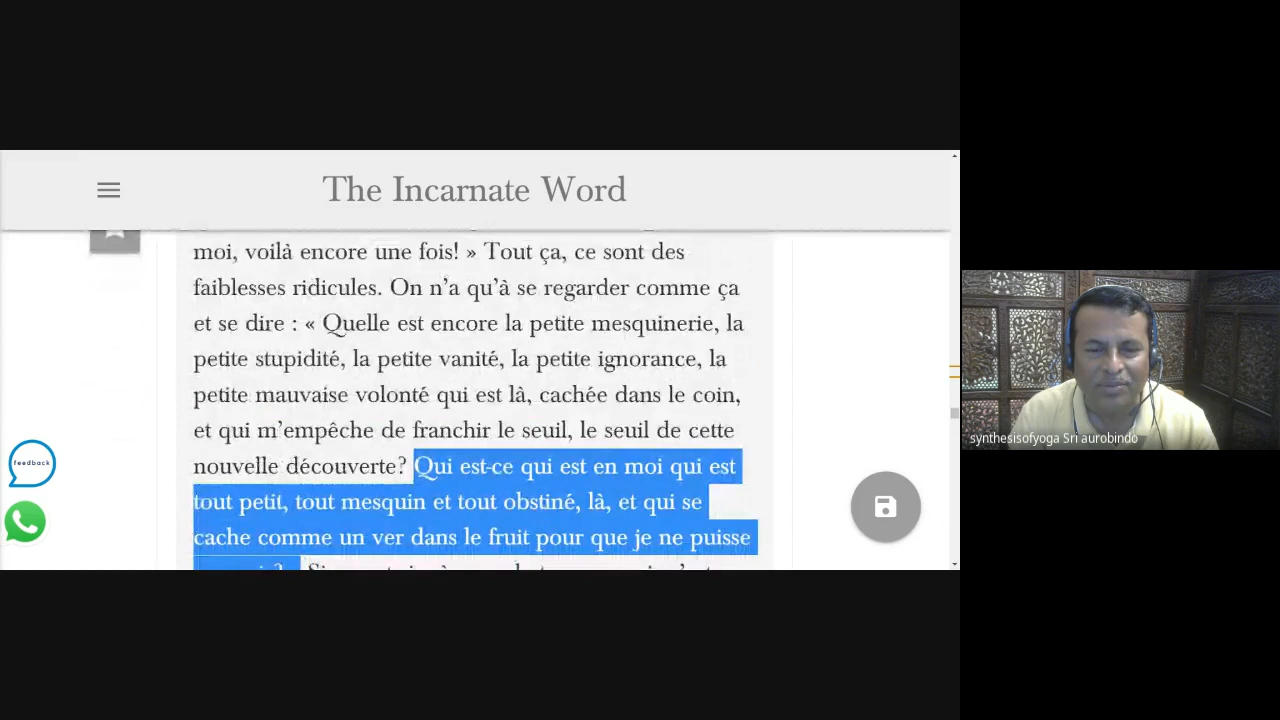 The Incarnate Word
moi, voilà encore une fois! » Tout ça, ce sont des
faiblesses ridicules. On n’a qu’à se regarder comme ça
et se dire : « Quelle est encore la petite mesquinerie, la
petite stupidité, la petite vanité, la petite ignorance, la
petite mauvaise volonté qui est là, cachée dans le coin,
et qui m’empêche de franchir le seuil, le seuil de cette
nouvelle découverte? Qui est-ce qui est en moi qui est
tout petit, tout mesquin et tout obstiné, là, et qui se
cache comme un ver dans le fruit pour que je ne puisse
feedback
synthesisofyoga Sri aurobindo